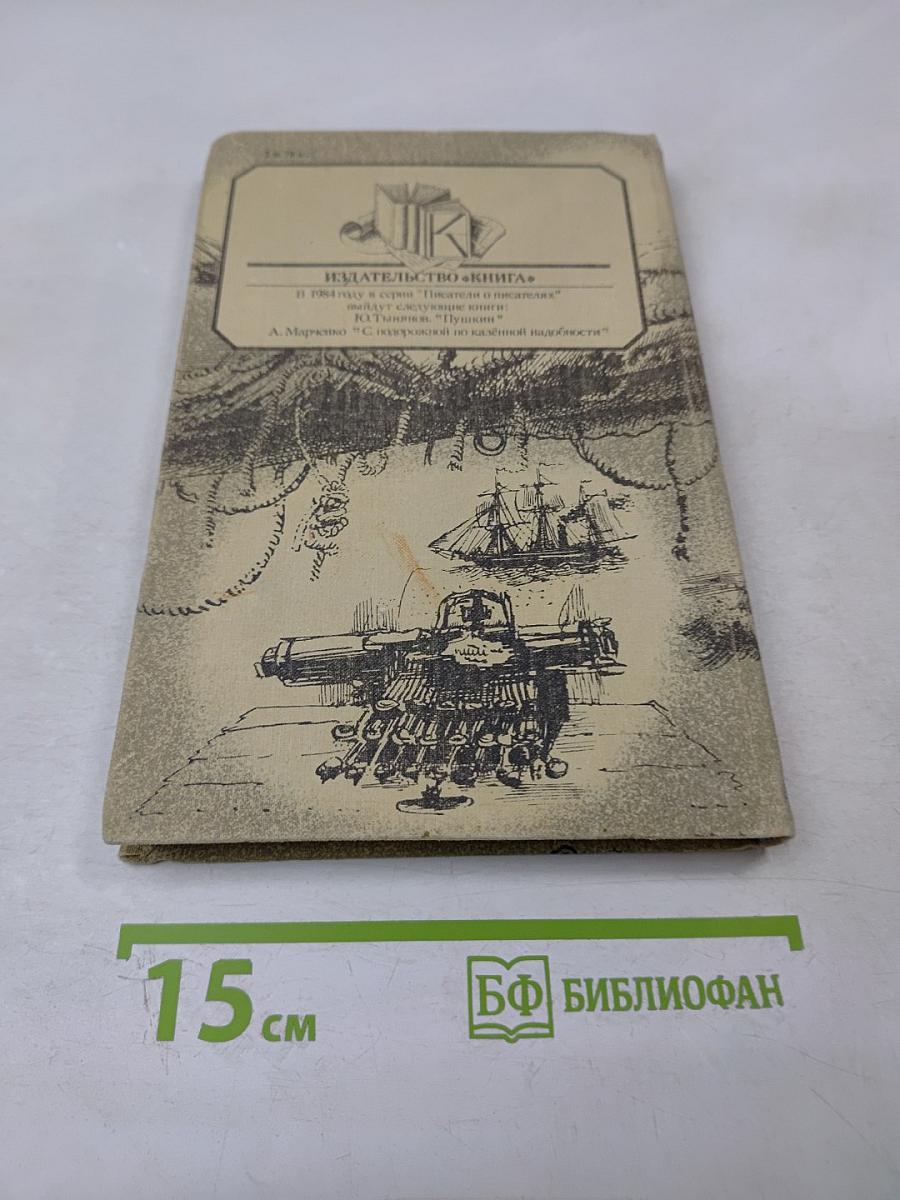 К
ИЗДАТЕЛЬСТВО «КНИГА»
В 1984 году в серии "Писатели о писателях"
выйдут следующие книги:
Ю.Тынянов. "Пушкин"
А. Марченко "С подорожной по казённой надобности"
15 см
БФ БИБЛИОФАН